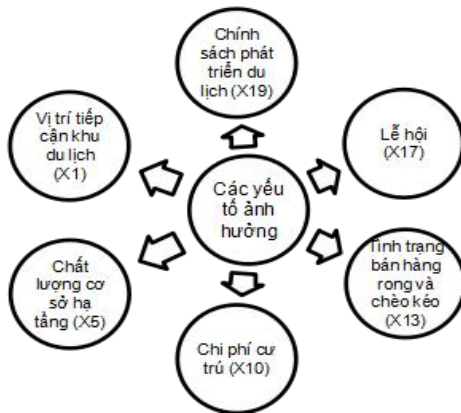 Chính
sách phát
triển du
lịch (X19)
Vị trí tiếp
cận khu
du lịch
(X1)
Lễ hội
(X17)
Các yếu
tố ảnh
hưởng
Chất
lượng cơ
sở hạ
tầng (X5)
Tình trạng
bán hàng
rong và
chèo kéo
(X13)
Chi phí cư
trú (X10)